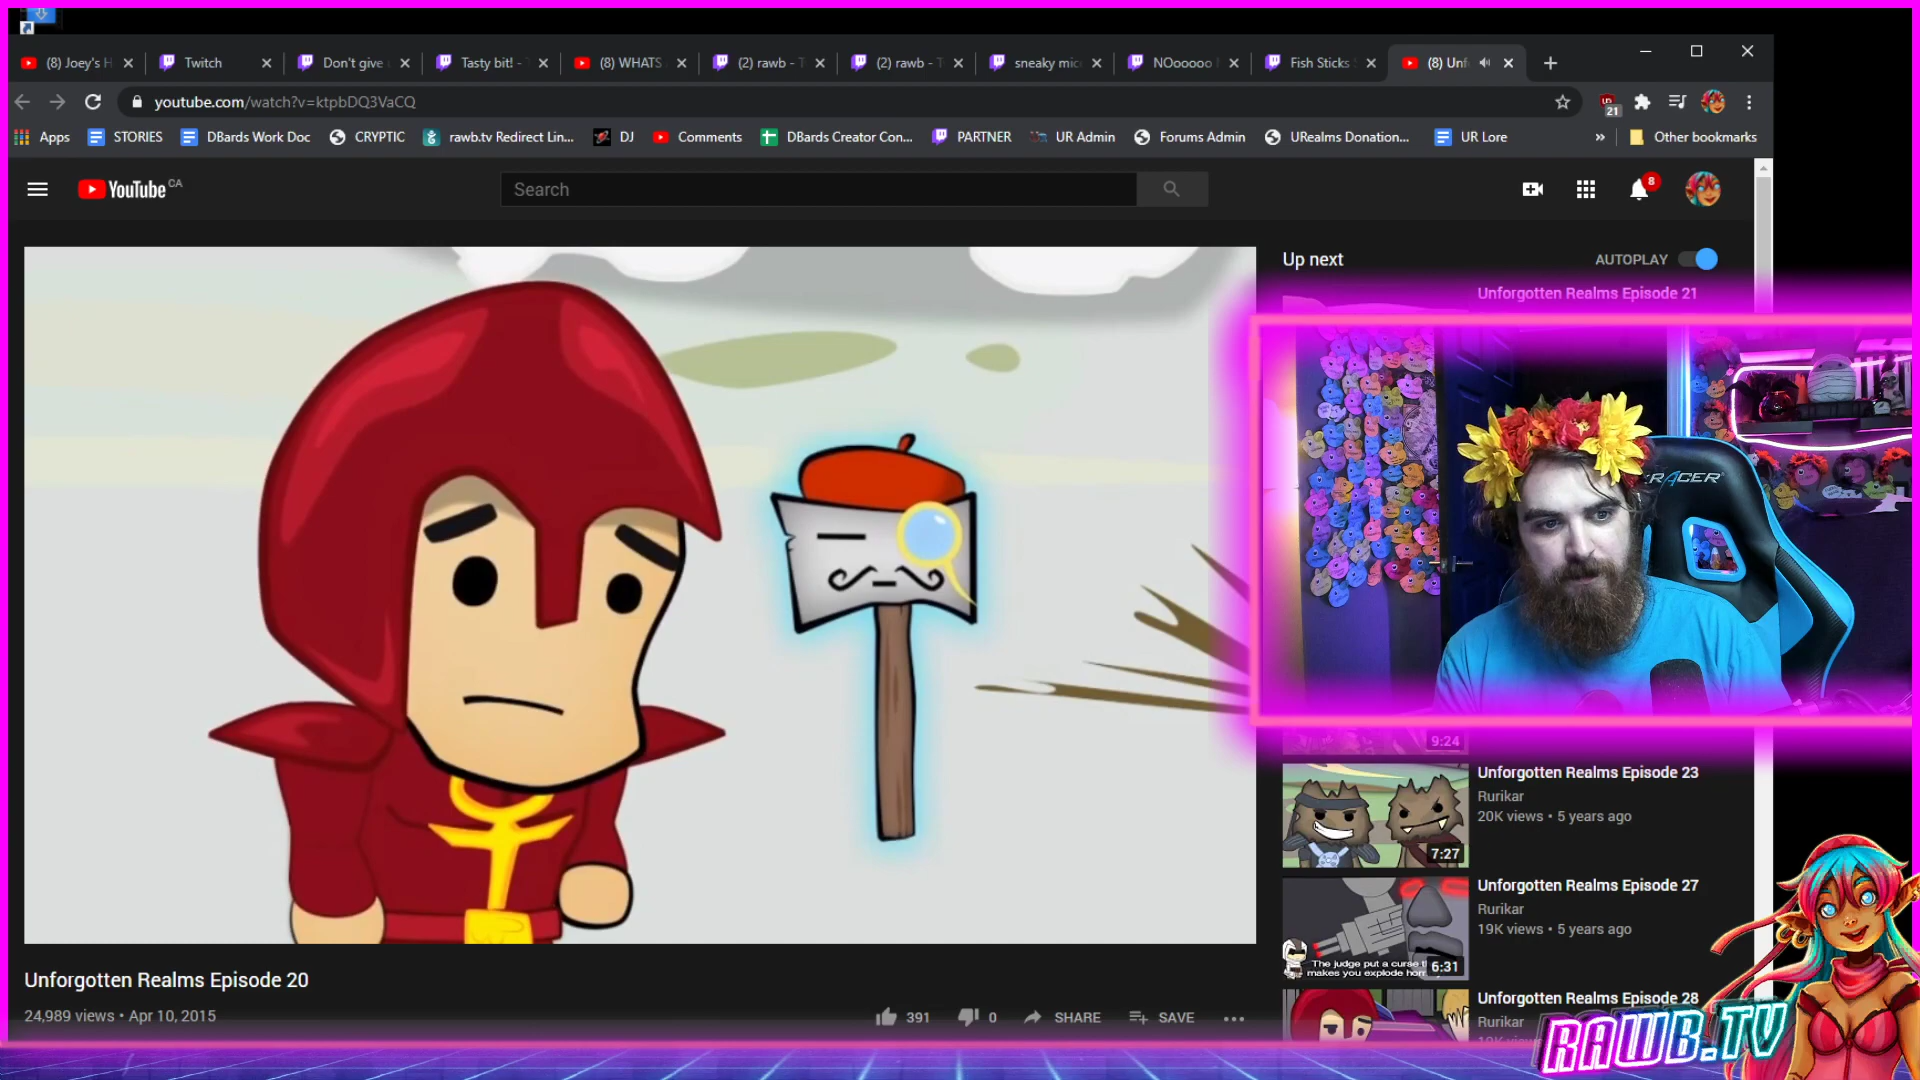 (8) Joey's H
Twitch
Don't give
Tasty bit! -
(8) WHATS
(2) rawb - T
(2) rawb - T
sneaky mic
NOooooo
Fish Sticks
(8) Unf
youtube.com/watch?v=ktpbDQ3VaCQ
21
Apps
STORIES
DBards Work Doc
CRYPTIC
rawb.tv Redirect Lin...
DJ
Comments
DBards Creator Con...
PARTNER
UR Admin
Forums Admin
URealms Donation...
UR Lore
»
Other bookmarks
YouTube CA
Search
8
Up next
AUTOPLAY
Unforgotten Realms Episode 21
RACER
9:24
Unforgotten Realms Episode 23
Rurikar
20K views • 5 years ago
7:27
Unforgotten Realms Episode 27
Rurikar
19K views • 5 years ago
The judge put a curse
makes you explode
6:31
Unforgotten Realms Episode 28
Rurikar
Unforgotten Realms Episode 20
24,989 views • Apr 10, 2015
391
0
SHARE
SAVE
RAWB.TV